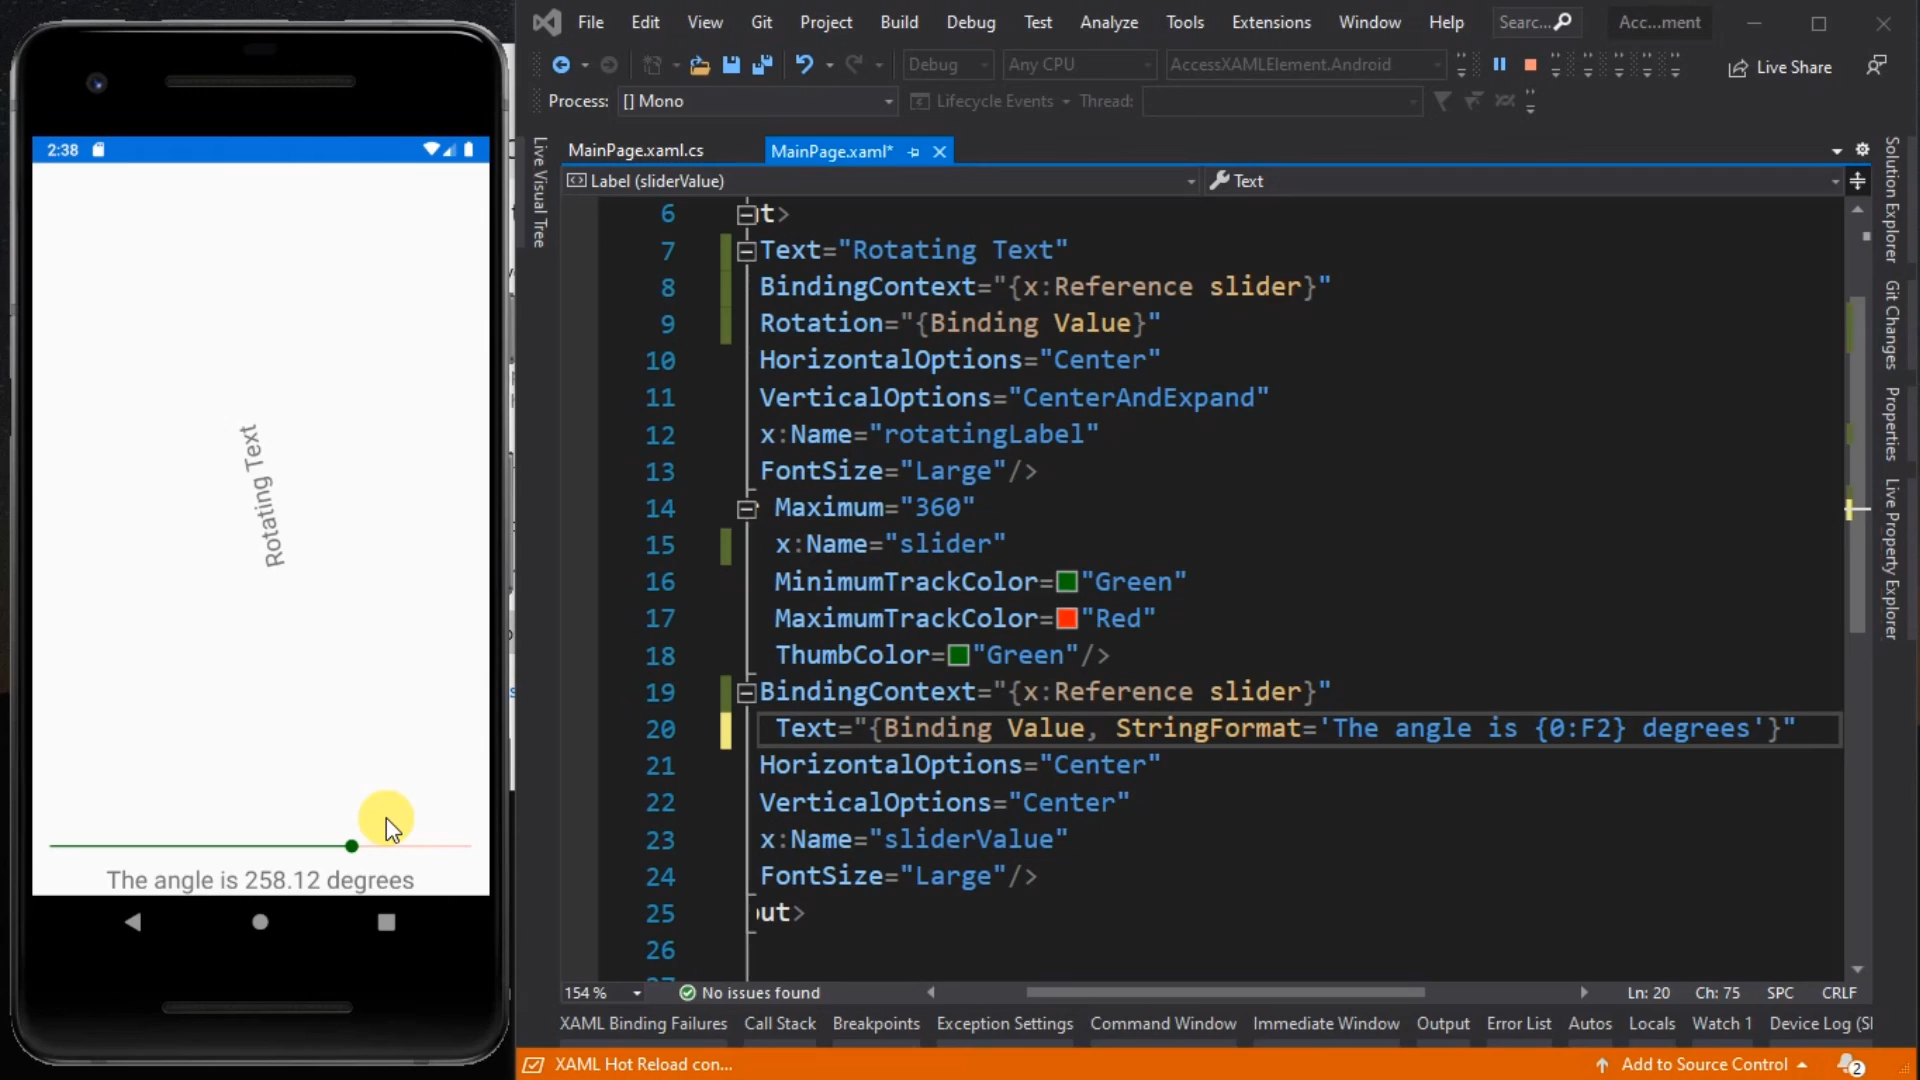 2:38
Rotating Text
The angle is 258.12 degrees
File Edit View Git Project Build Debug Test Analyze Tools Extensions Window Help Searc... Acc...ment
Debug Any CPU AccessXAMLElement.Android Live Share
Process: [] Mono Lifecycle Events Thread:
Live Visual Tree
MainPage.xaml.cs MainPage.xaml*
Label (sliderValue) Text
6 t>
7 Text="Rotating Text"
8 BindingContext="{x:Reference slider}"
9 Rotation="{Binding Value}"
10 HorizontalOptions="Center"
11 VerticalOptions="CenterAndExpand"
12 x:Name="rotatingLabel"
13 FontSize="Large"/>
14 Maximum="360"
15 x:Name="slider"
16 MinimumTrackColor="Green"
17 MaximumTrackColor="Red"
18 ThumbColor="Green"/>
19 BindingContext="{x:Reference slider}"
20 Text="{Binding Value, StringFormat='The angle is {0:F2} degrees'}"
21 HorizontalOptions="Center"
22 VerticalOptions="Center"
23 x:Name="sliderValue"
24 FontSize="Large"/>
25 out>
26
Solution Explorer
Git Changes
Properties
Live Property Explorer
154 % No issues found Ln: 20 Ch: 75 SPC CRLF
XAML Binding Failures Call Stack Breakpoints Exception Settings Command Window Immediate Window Output Error List Autos Locals Watch 1 Device Log (S
XAML Hot Reload con... Add to Source Control 2